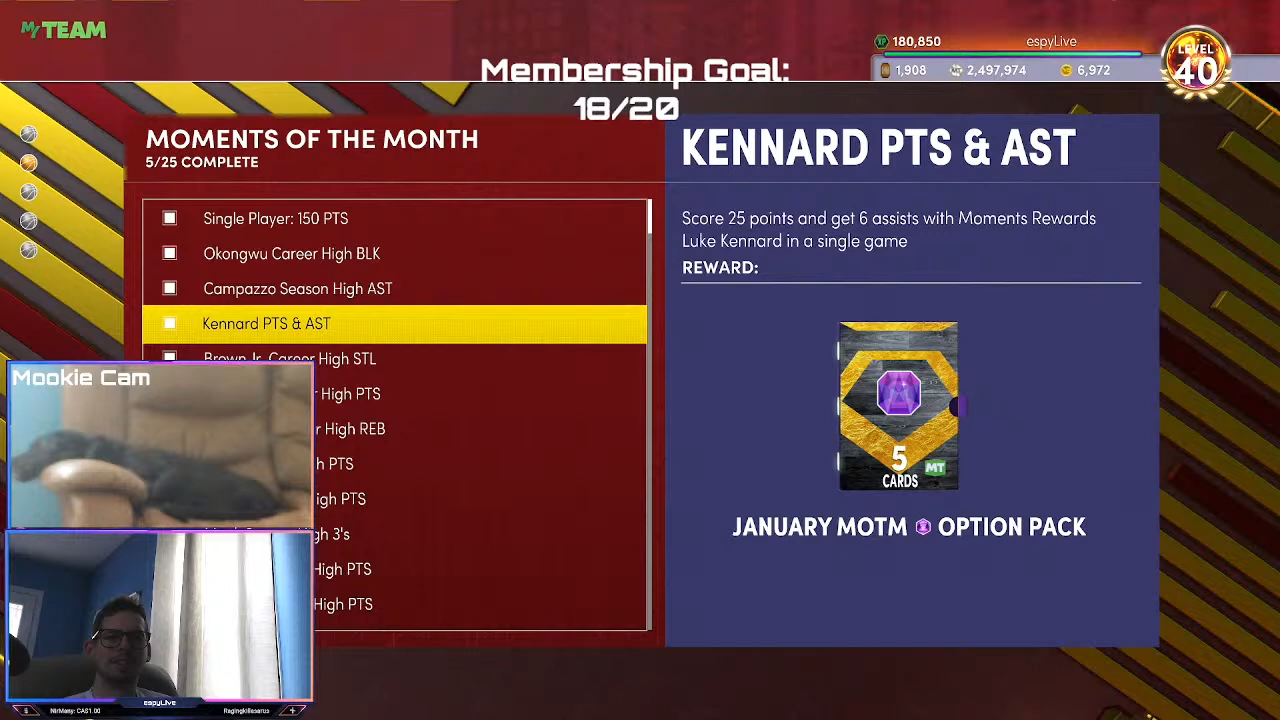 MyTEAM
180,850
espyLive
LEVEL
40
1,908
2,497,974
6,972
Membership Goal:
18/20
MOMENTS OF THE MONTH
5/25 COMPLETE
Single Player: 150 PTS
Okongwu Career High BLK
Campazzo Season High AST
Kennard PTS & AST
Brown Jr. Career High STL
High PTS
High REB
PTS
High PTS
3's
High PTS
High PTS
KENNARD PTS & AST
Score 25 points and get 6 assists with Moments Rewards
Luke Kennard in a single game
REWARD:
5
CARDS
MT
JANUARY MOTM OPTION PACK
Mookie Cam
espyLive
NirMany: CA$1.00